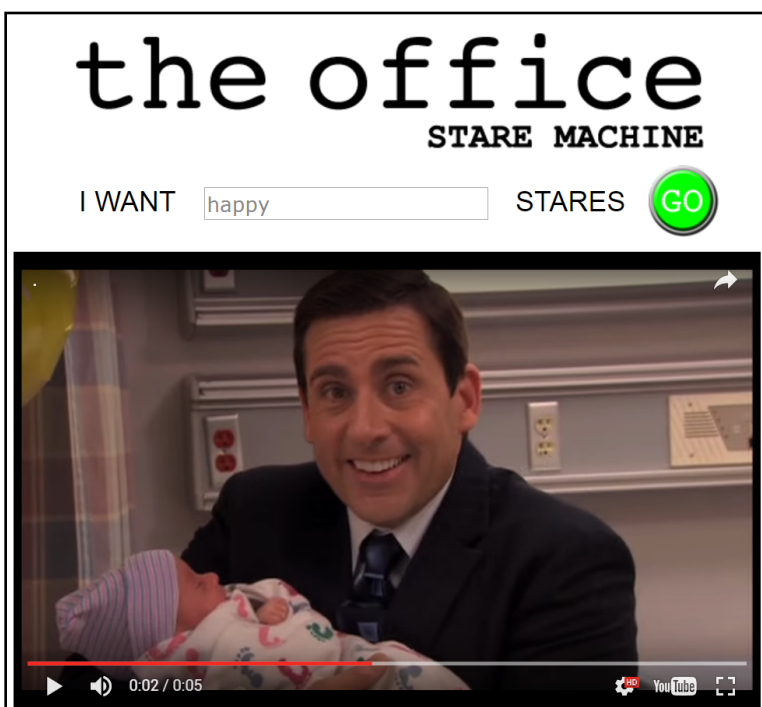 the office
STARE MACHINE
I WANT happy STARES GO
0:02 / 0:05 HD YouTube